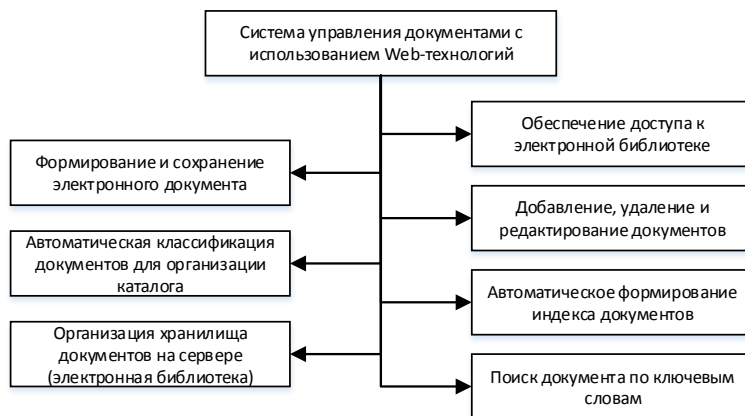 Система управления документами с
использованием Web-технологий
Формирование и сохранение
электронного документа
Автоматическая классификация
документов для организации
каталога
Организация хранилища
документов на сервере
(электронная библиотека)
Обеспечение доступа к
электронной библиотеке
Добавление, удаление и
редактирование документов
Автоматическое формирование
индекса документов
Поиск документа по ключевым
словам